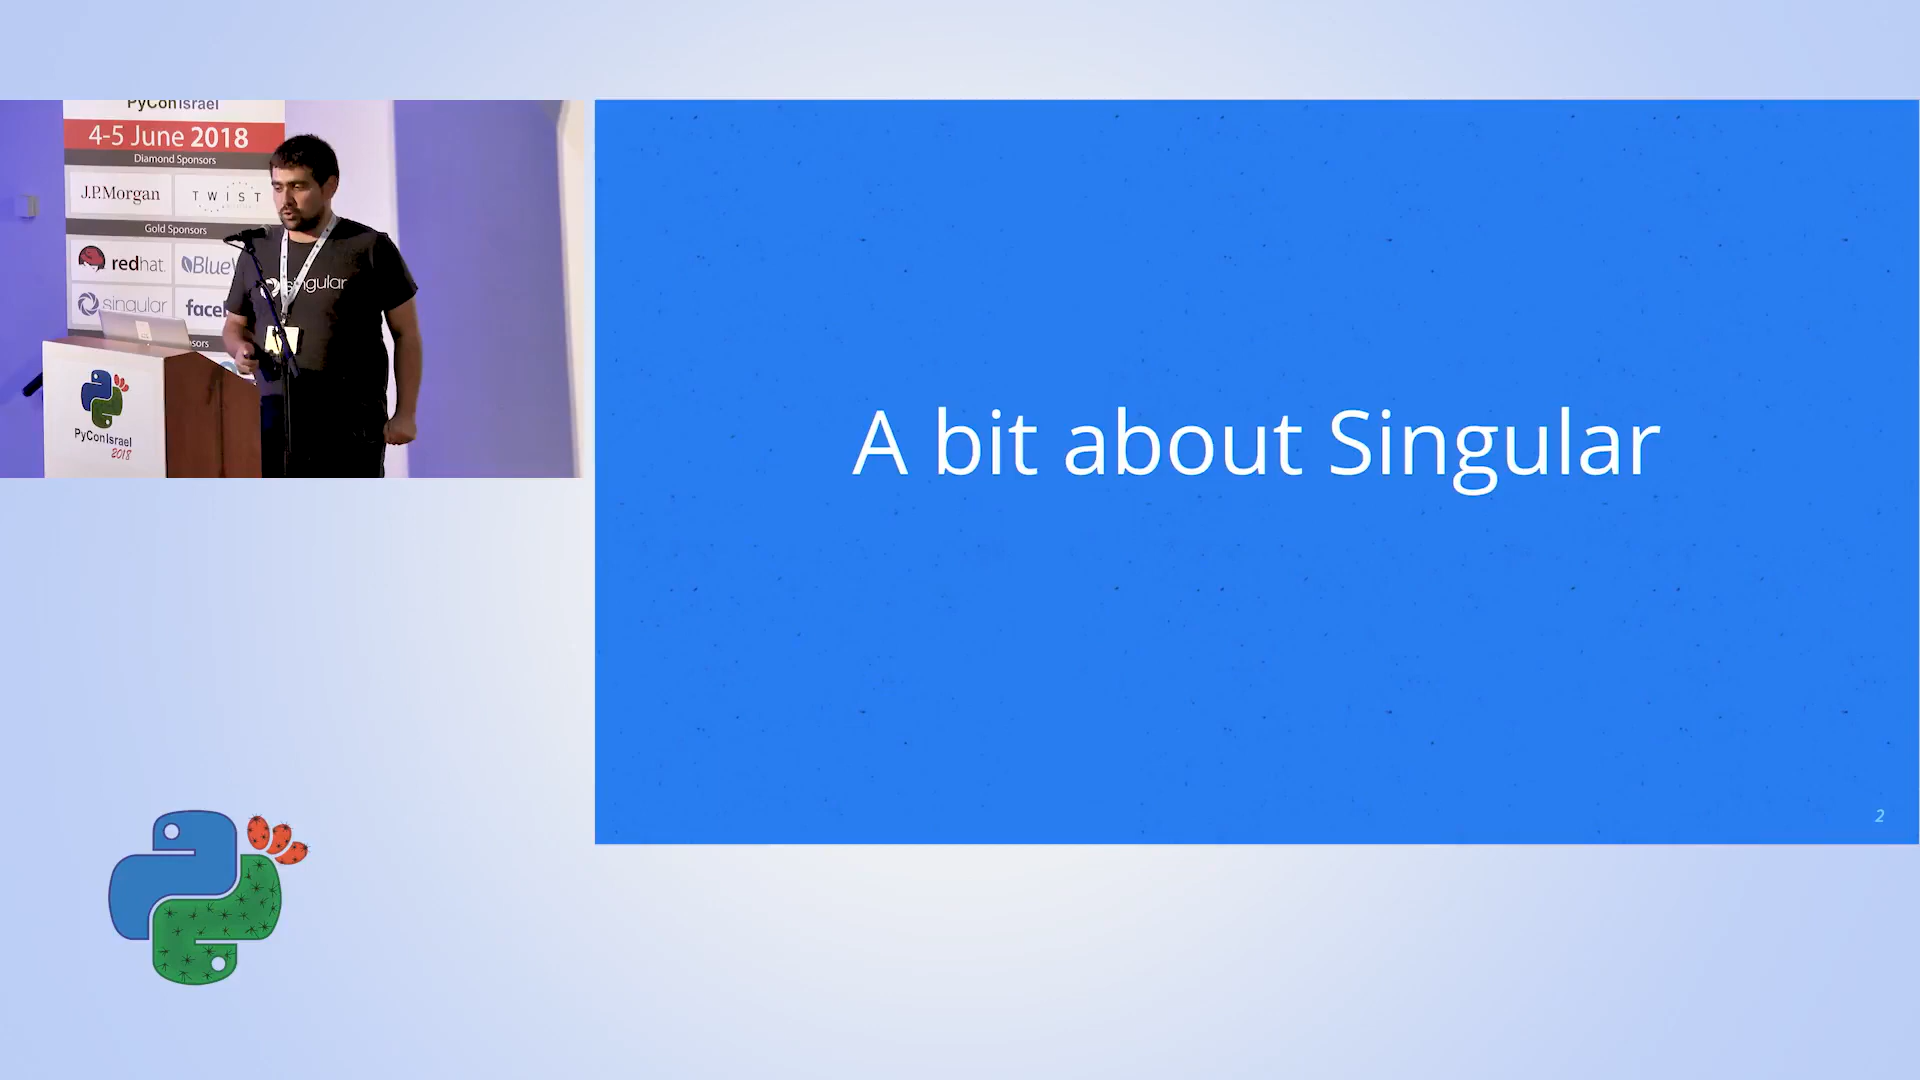 PyConIsrael
4-5 June 2018
Diamond Sponsors
J.P.Morgan
TWIST
Gold Sponsors
redhat.
singular
singular
PyConIsrael
2018
A bit about Singular
2